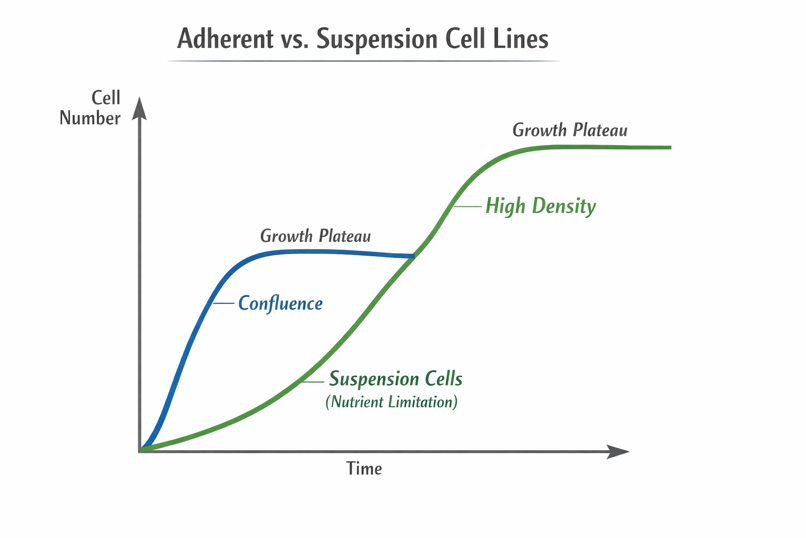 Adherent vs. Suspension Cell Lines
Cell
Number
Growth Plateau
High Density
Growth Plateau
Confluence
Suspension Cells
(Nutrient Limitation)
Time